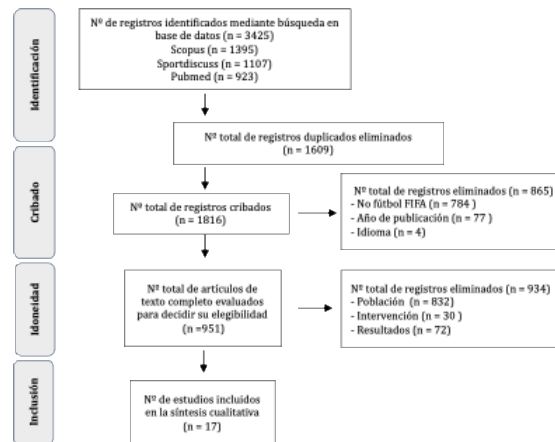 Identificación
Nº de registros identificados mediante búsqueda en
base de datos (n = 3425)
Scopus (n = 1395)
Sportdiscuss (n = 1107)
Pubmed (n = 923)
Nº total de registros duplicados eliminados
(n = 1609)
Cribado
Nº total de registros cribados
(n = 1816)
Nº total de registros eliminados (n = 865)
- No fútbol FIFA (n = 784 )
- Año de publicación (n = 77 )
- Idioma (n = 4)
Idoneidad
Nº total de artículos de
texto completo evaluados
para decidir su elegibilidad
(n =951)
Nº total de registros eliminados (n = 934)
- Población (n = 832)
- Intervención (n = 30 )
- Resultados (n = 72)
Inclusión
Nº de estudios incluidos
en la síntesis cualitativa
(n = 17)